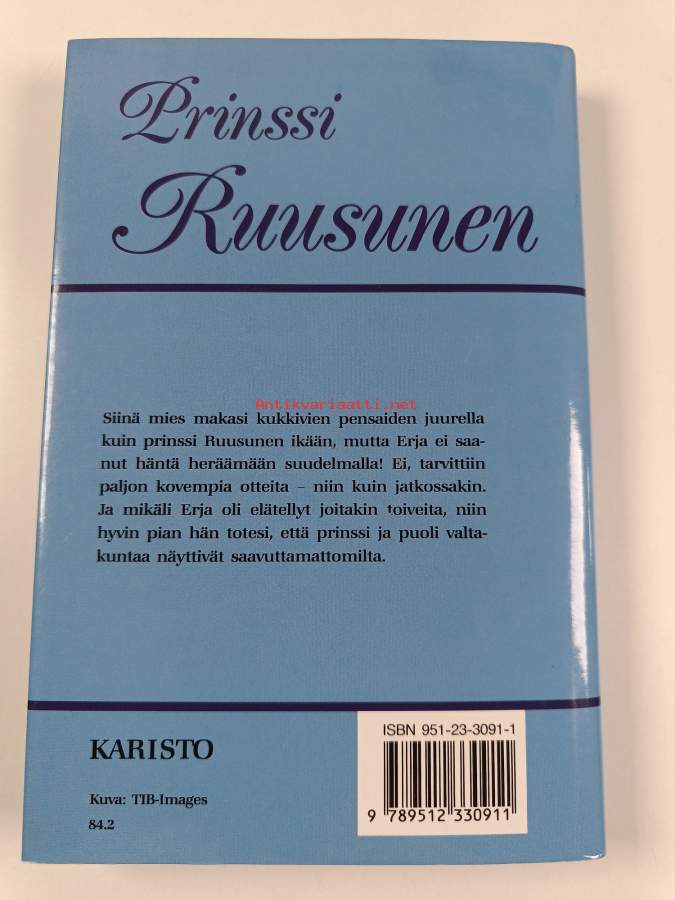 Prinssi
Ruusunen
Antikvariaatti.net
Siinä mies makasi kukkivien pensaiden juurella
kuin prinssi Ruusunen ikään, mutta Erja ei saa-
nut häntä heräämään suudelmalla! Ei, tarvittiin
paljon kovempia otteita – niin kuin jatkossakin.
Ja mikäli Erja oli elätellyt joitakin toiveita, niin
hyvin pian hän totesi, että prinssi ja puoli valta-
kuntaa näyttivät saavuttamattomilta.
ISBN 951-23-3091-1
KARISTO
Kuva: TIB-Images
84.2
9 789512 330911